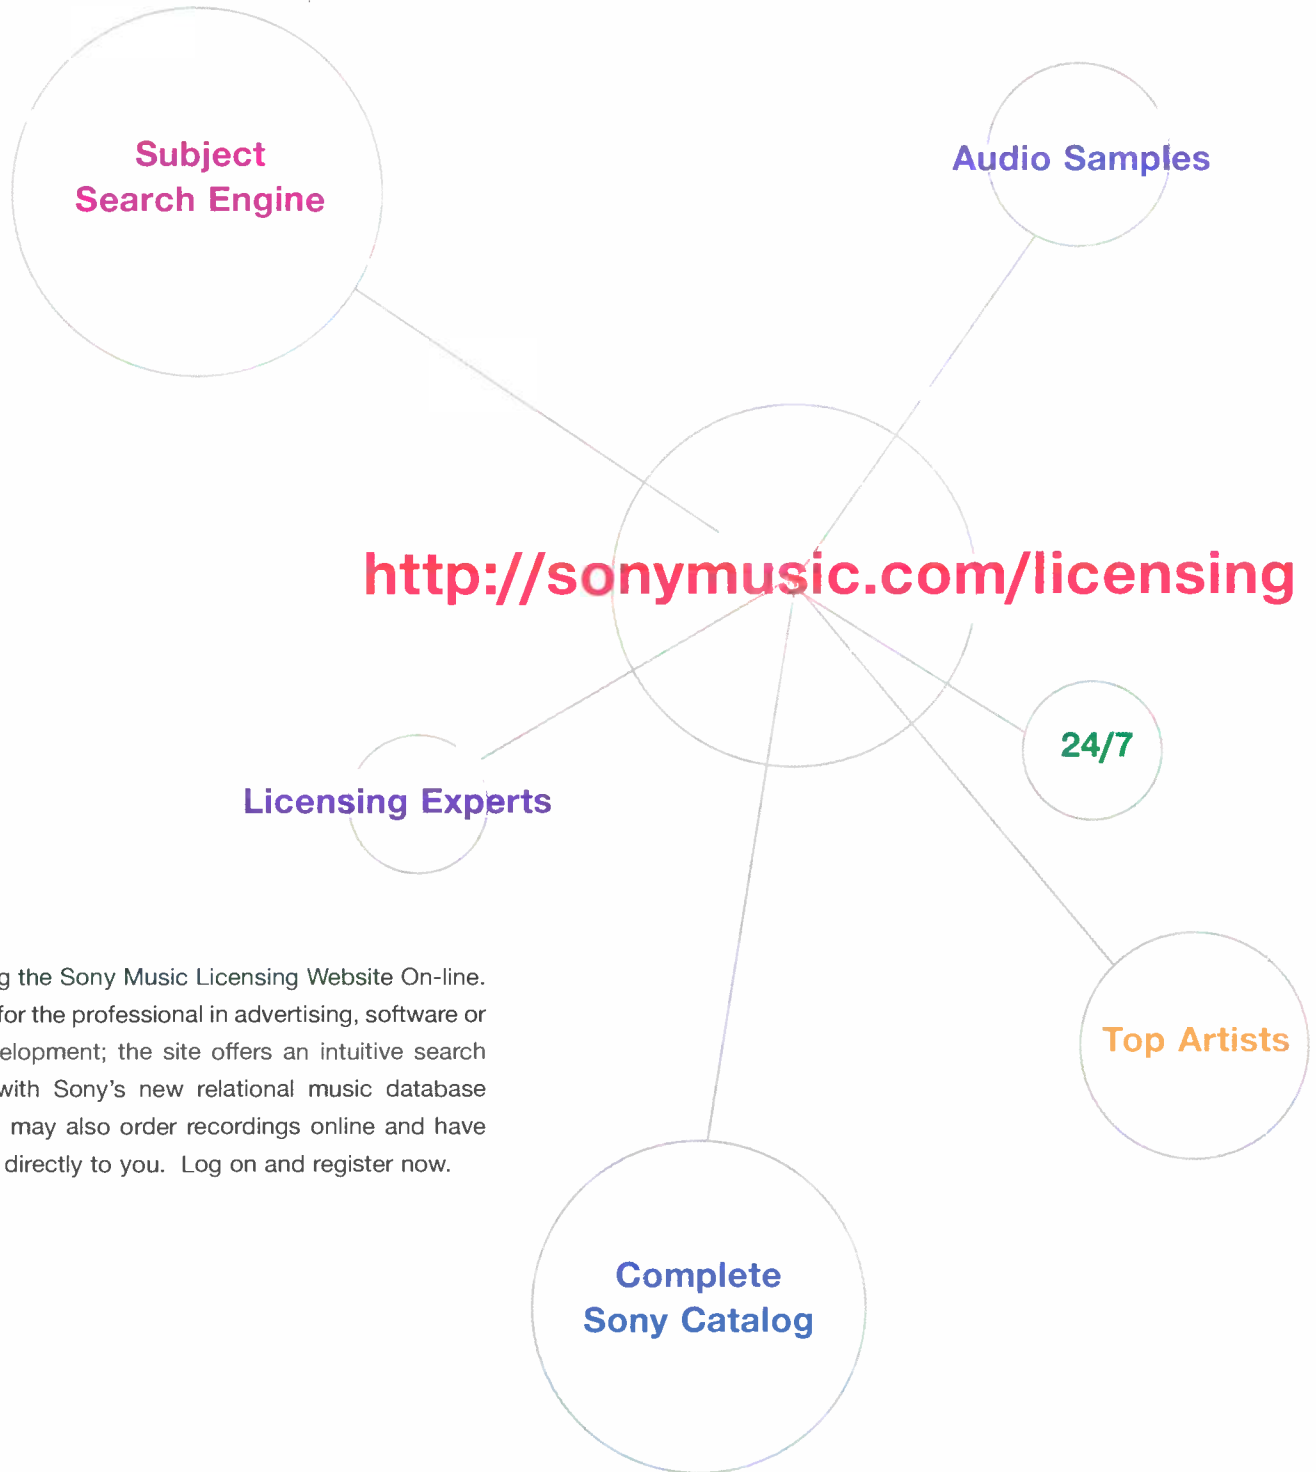 Subject
Search Engine
Audio Samples
http://sonymusic.com/licensing
24/7
Licensing Experts
g the Sony Music Licensing Website On-line.
for the professional in advertising, software or
elopment; the site offers an intuitive search
with Sony's new relational music database
may also order recordings online and have
directly to you. Log on and register now.
Top Artists
Complete
Sony Catalog